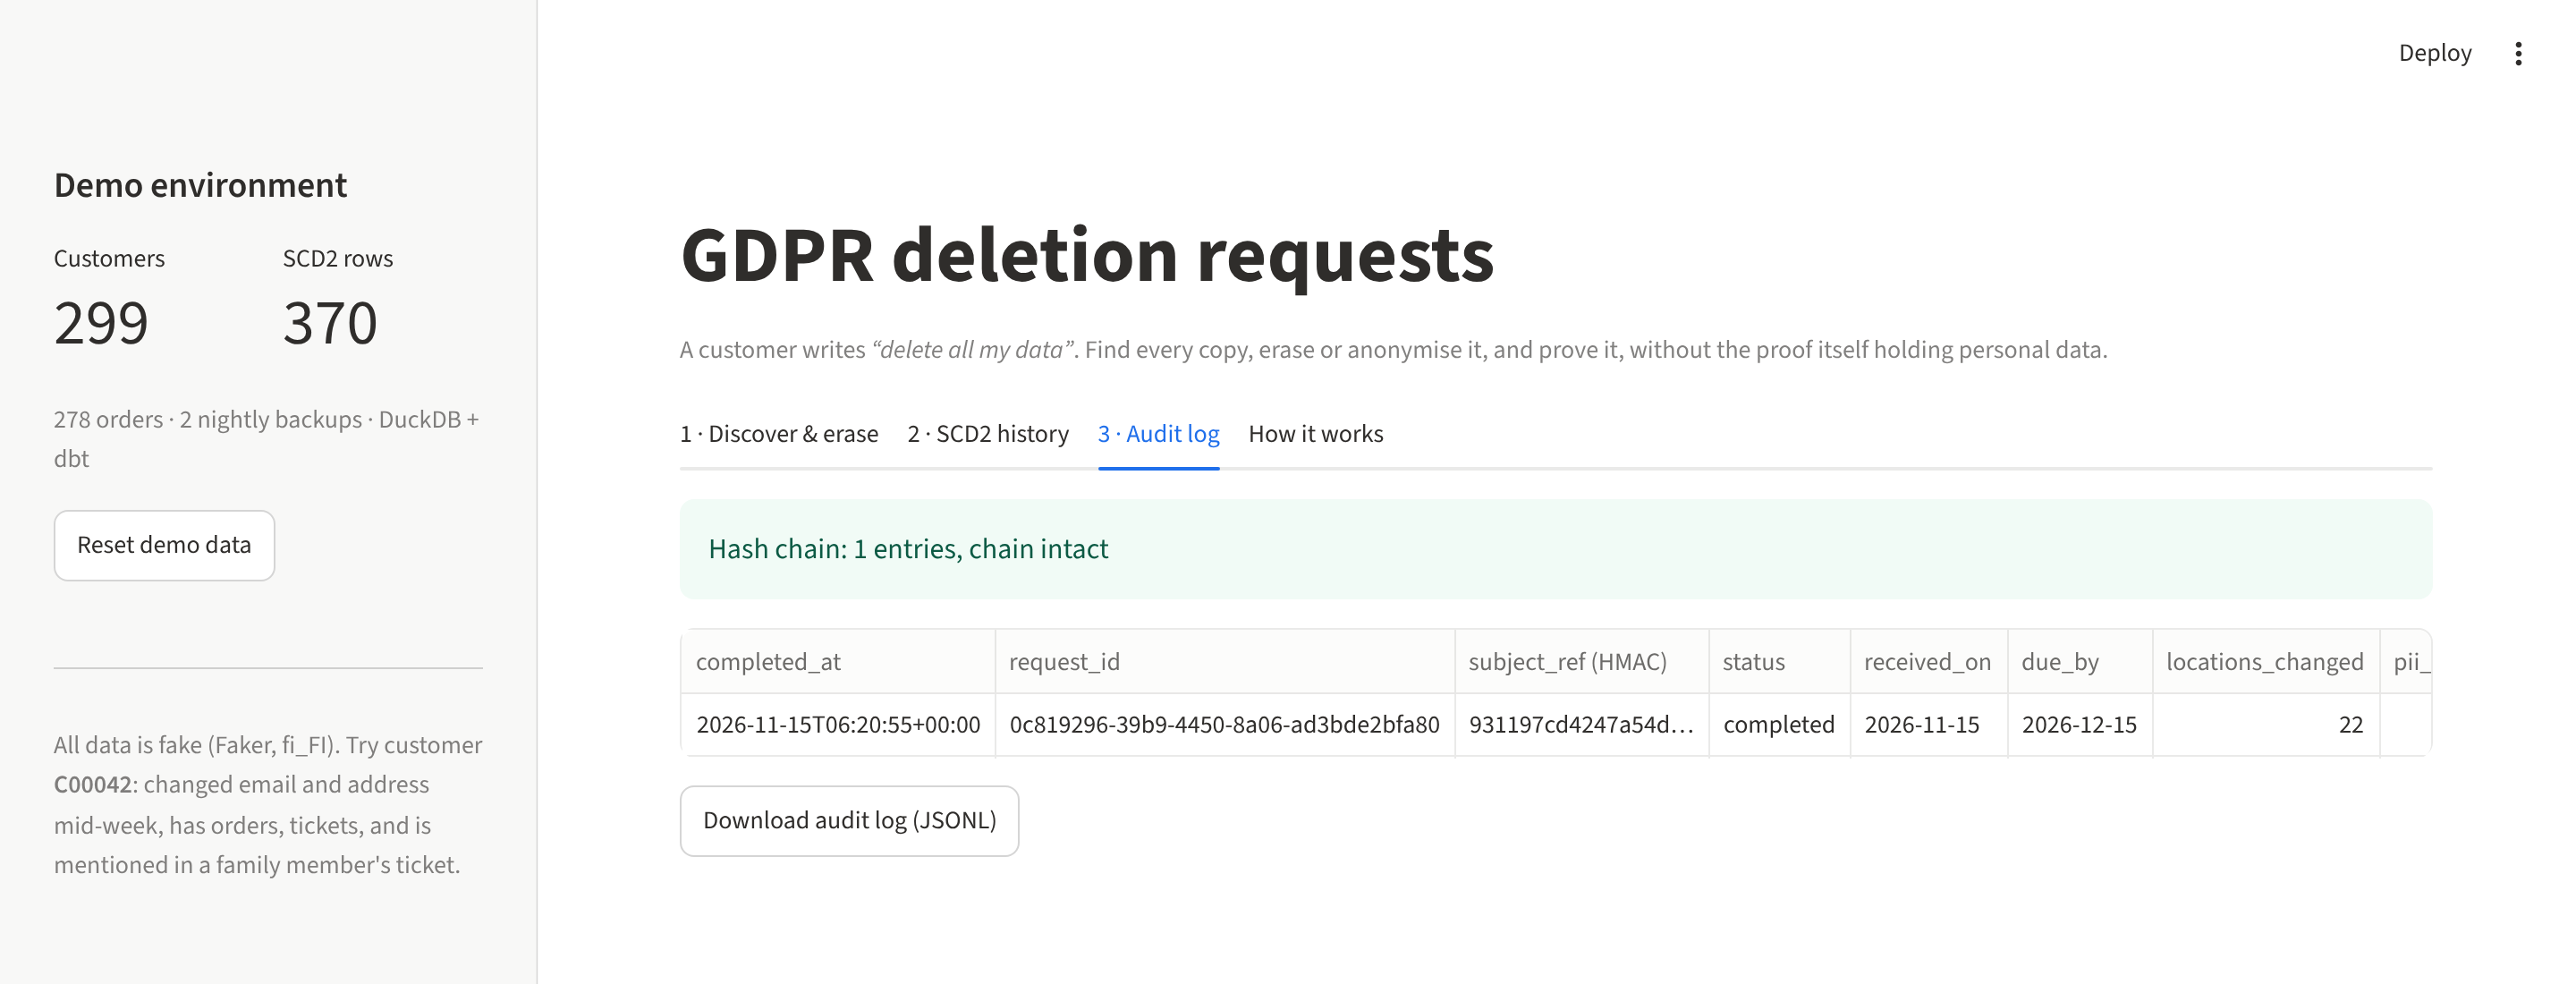 Deploy
Demo environment
Customers
SCD2 rows
299
370
278 orders · 2 nightly backups · DuckDB +
dbt
Reset demo data
All data is fake (Faker, fi_FI). Try customer
C00042: changed email and address
mid-week, has orders, tickets, and is
mentioned in a family member's ticket.
GDPR deletion requests
A customer writes “delete all my data”. Find every copy, erase or anonymise it, and prove it, without the proof itself holding personal data.
1 · Discover & erase
2 · SCD2 history
3 · Audit log
How it works
Hash chain: 1 entries, chain intact
completed_at request_id subject_ref (HMAC) status received_on due_by locations_changed pii_
2026-11-15T06:20:55+00:00 0c819296-39b9-4450-8a06-ad3bde2bfa80 931197cd4247a54d… completed 2026-11-15 2026-12-15 22
Download audit log (JSONL)